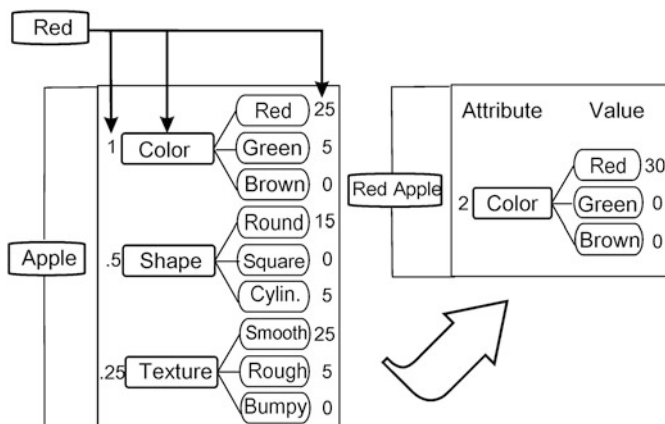 Red
Red 25
1 Color Green 5
Brown 0
Round 15
Apple .5 Shape Square 0
Cylin. 5
Smooth 25
.25 Texture Rough 5
Bumpy 0
Attribute Value
Red 30
Red Apple 2 Color Green 0
Brown 0